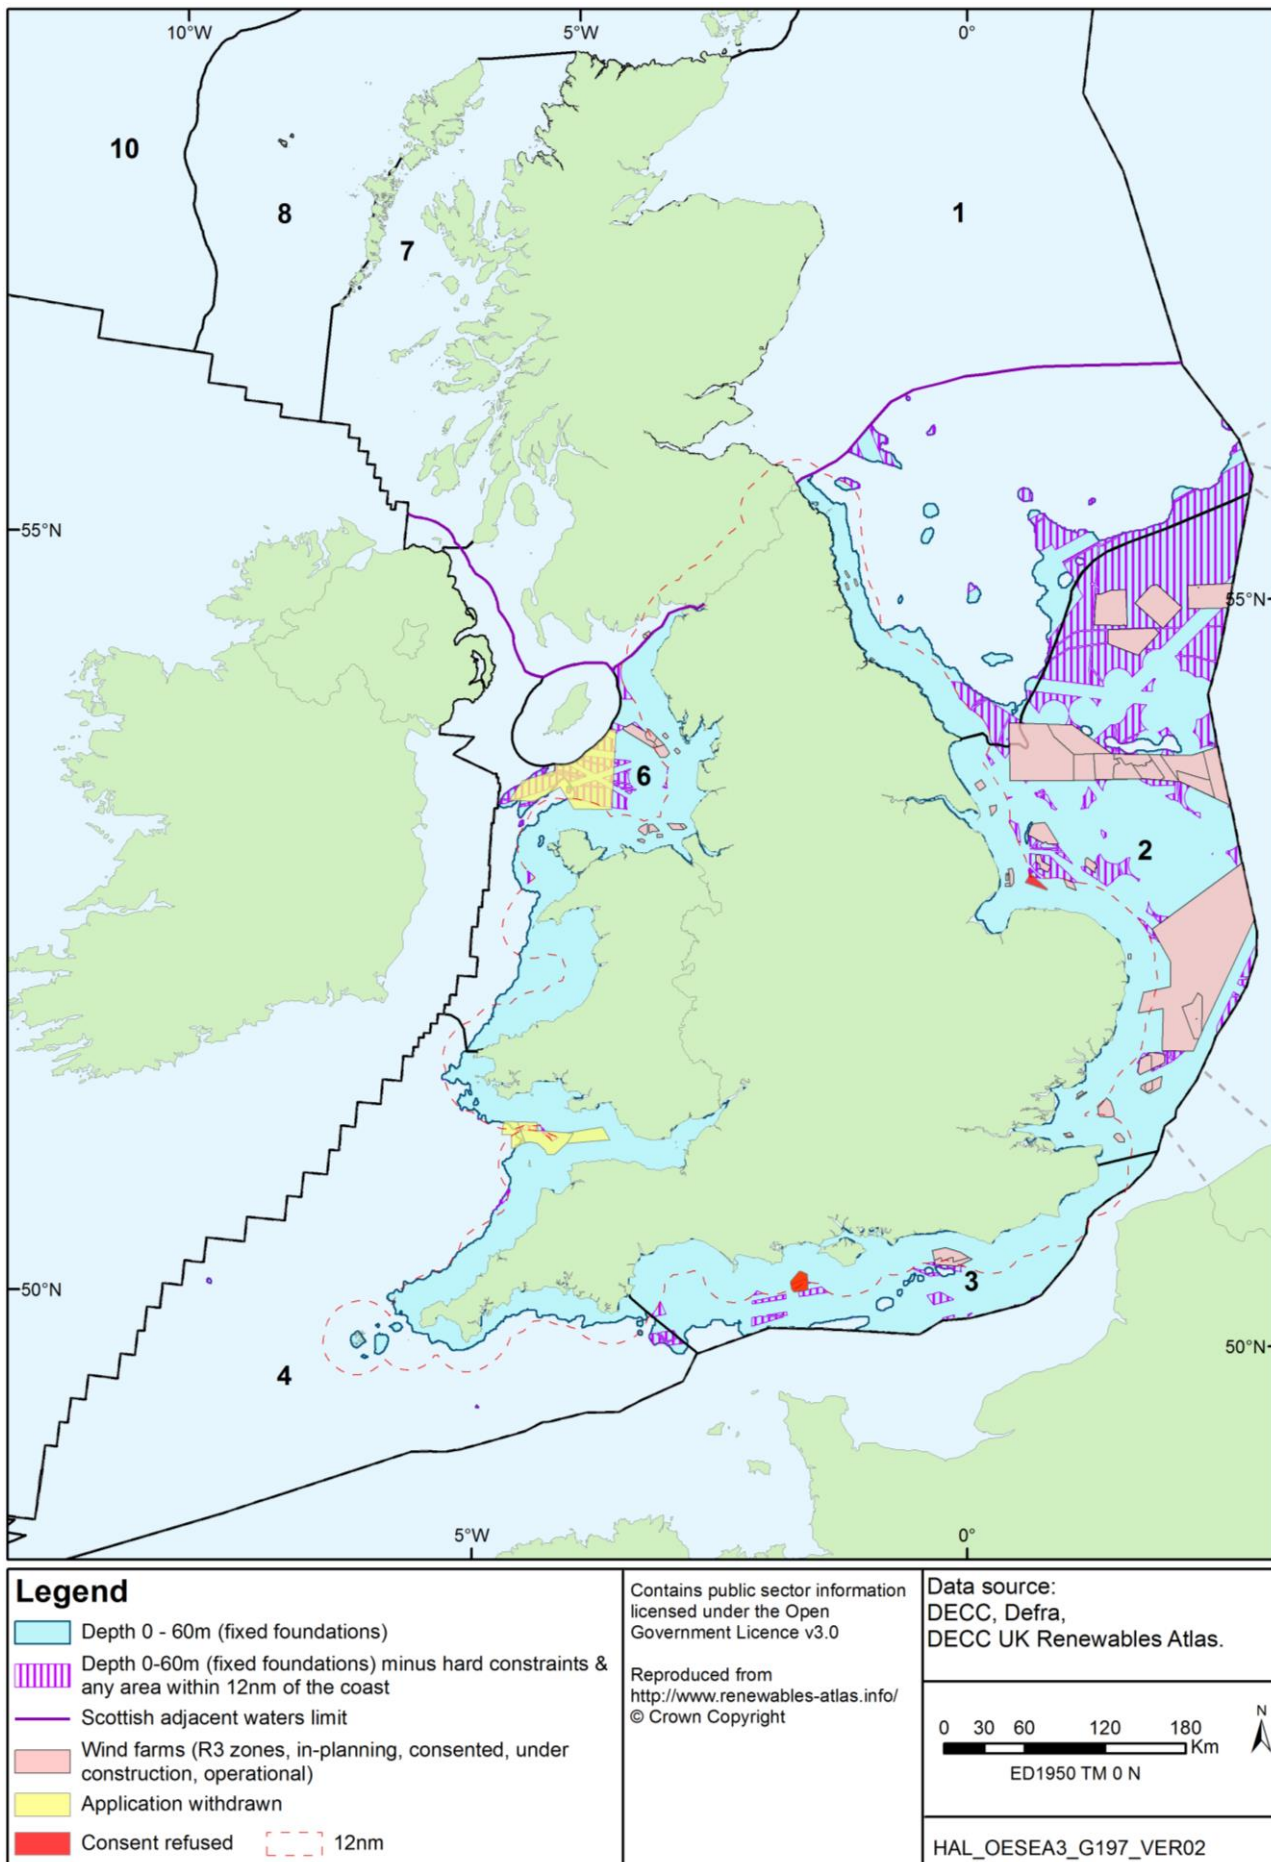 10°W
5°W
0°
10
8
7
1
55°N
55°N
6
2
3
50°N
4
50°N
5°W
0°
Legend
Depth 0 - 60m (fixed foundations)
Depth 0-60m (fixed foundations) minus hard constraints &
any area within 12nm of the coast
Scottish adjacent waters limit
Wind farms (R3 zones, in-planning, consented, under
construction, operational)
Application withdrawn
Consent refused
12nm
Contains public sector information
licensed under the Open
Government Licence v3.0
Reproduced from
http://www.renewables-atlas.info/
© Crown Copyright
Data source:
DECC, Defra,
DECC UK Renewables Atlas.
0 30 60 120 180
Km
N
ED1950 TM 0 N
HAL_OESEA3_G197_VER02